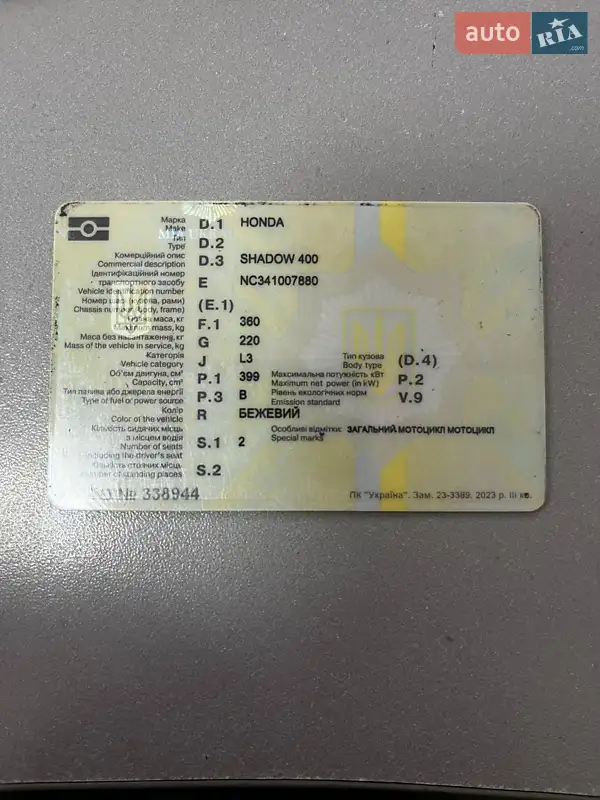 auto RIA .com
Марка
Make D.1 HONDA
Тип
Type D.2
Комерційний опис
Commercial description D.3 SHADOW 400
Ідентифікаційний номер
транспортного засобу
Vehicle identification number E NC341007880
Номер шасі (кузова, рами)
Chassis number (body, frame) (E.1)
Повна маса, кг
Maximum mass, kg F.1 360
Маса без навантаження, кг
Mass of the vehicle in service, kg G 220
Категорія
Vehicle category J L3
Тип кузова
Body type (D.4)
Об'єм двигуна, см³
Capacity, cm³ P.1 399
Максимальна потужність кВт
Maximum net power (in kW) P.2
Тип палива або джерела енергії
Type of fuel or power source P.3 B
Рівень екологічних норм
Emission standard V.9
Колір
Color of the vehicle R БЕЖЕВИЙ
Кількість сидячих місць
з місцем водія
Number of seats
including the driver's seat S.1 2
Особливі відмітки: ЗАГАЛЬНИЙ МОТОЦИКЛ МОТОЦИКЛ
Special marks
Кількість стоячих місць
Number of standing places S.2
№ 338944
ПК "Україна". Зам. 23-3389. 2023 р. III кв.